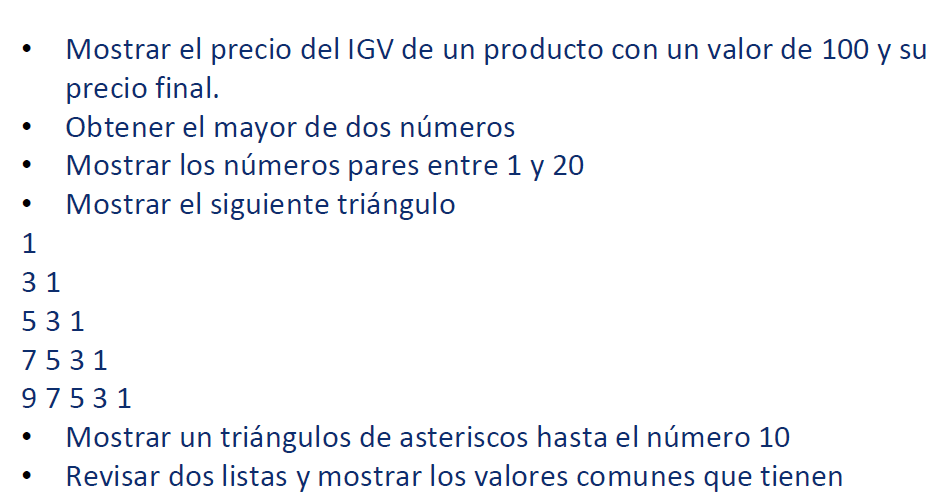 • Mostrar el precio del IGV de un producto con un valor de 100 y su
precio final.
• Obtener el mayor de dos números
• Mostrar los números pares entre 1 y 20
• Mostrar el siguiente triángulo
1
3 1
5 3 1
7 5 3 1
9 7 5 3 1
• Mostrar un triángulos de asteriscos hasta el número 10
• Revisar dos listas y mostrar los valores comunes que tienen